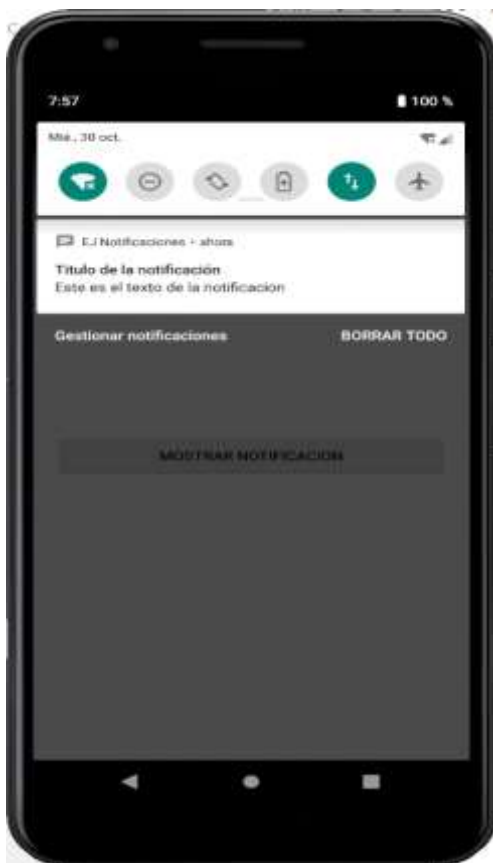 7:57
100 %
Mié., 30 oct.
EJ Notificaciones • ahora
Titulo de la notificación
Este es el texto de la notificacion
Gestionar notificaciones
BORRAR TODO
MOSTRAR NOTIFICACION